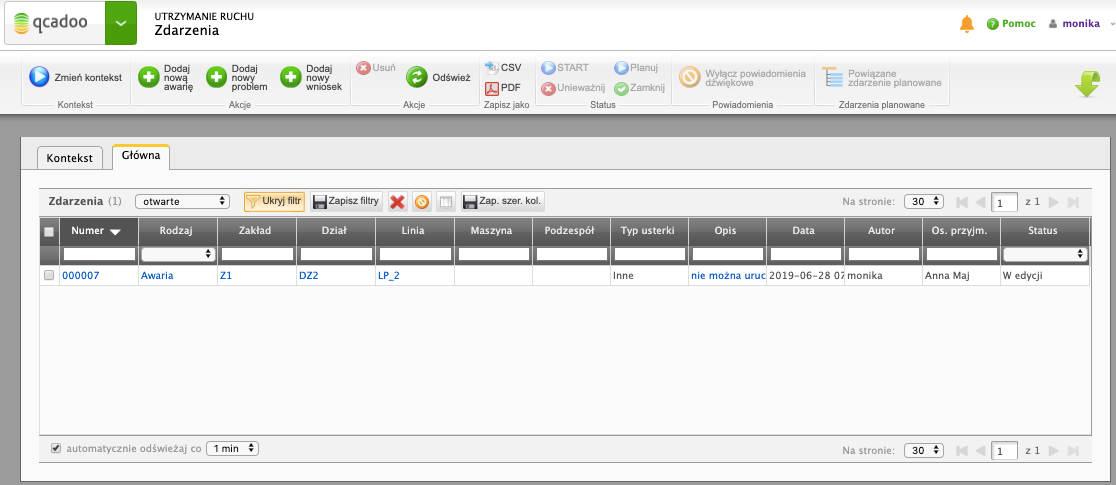 qcadoo
UTRZYMANIE RUCHU
Zdarzenia
Pomoc
monika
Zmień kontekst
Kontekst
Dodaj nową awarię
Dodaj nowy problem
Dodaj nowy wniosek
Akcje
Usuń
Odśwież
Akcje
CSV
PDF
Zapisz jako
START
Planuj
Unieważnij
Zamknij
Status
Wyłącz powiadomienia dźwiękowe
Powiadomienia
Powiązane zdarzenie planowane
Zdarzenia planowane
Kontekst
Główna
Zdarzenia (1)
otwarte
Ukryj filtr
Zapisz filtry
Zap. szer. kol.
Na stronie: 30 1 z 1
Numer Rodzaj Zakład Dział Linia Maszyna Podzespół Typ usterki Opis Data Autor Os. przyjm. Status
000007 Awaria Z1 DZ2 LP_2 Inne nie można uruc 2019-06-28 07 monika Anna Maj W edycji
automatycznie odświeżaj co 1 min
Na stronie: 30 1 z 1